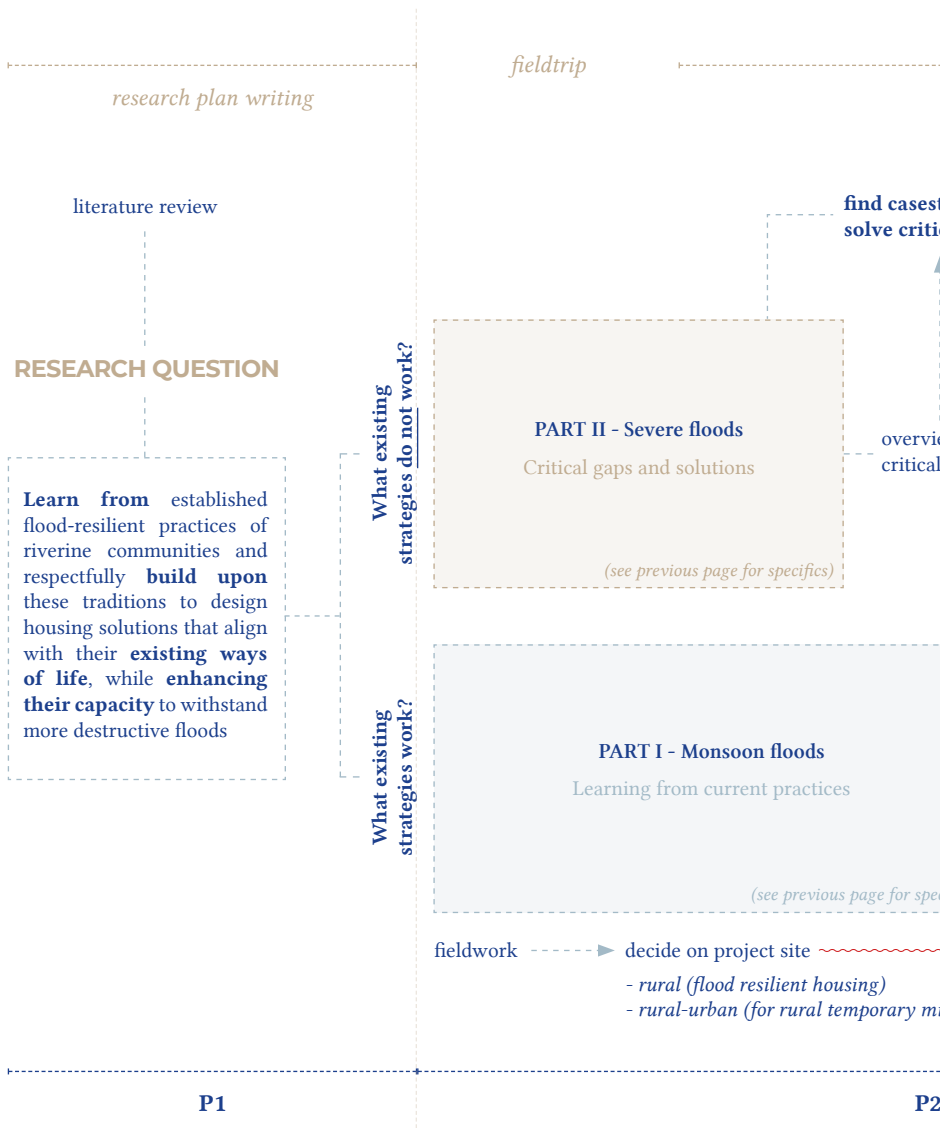 fieldtrip
research plan writing
literature review
find
solve
RESEARCH QUESTION
What existing
strategies do not work?
PART II - Severe floods
Critical gaps and solutions
critical
(see previous page for specifics)
Learn from established
flood-resilient practices of
riverine communities and
respectfully build upon
these traditions to design
housing solutions that align
with their existing ways
of life, while enhancing
their capacity to withstand
more destructive floods
What existing
strategies work?
PART I - Monsoon floods
Learning from current practices
(see previous page for
fieldwork
decide on project site
- rural (flood resilient housing)
- rural-urban (for rural temporary
P1
P2